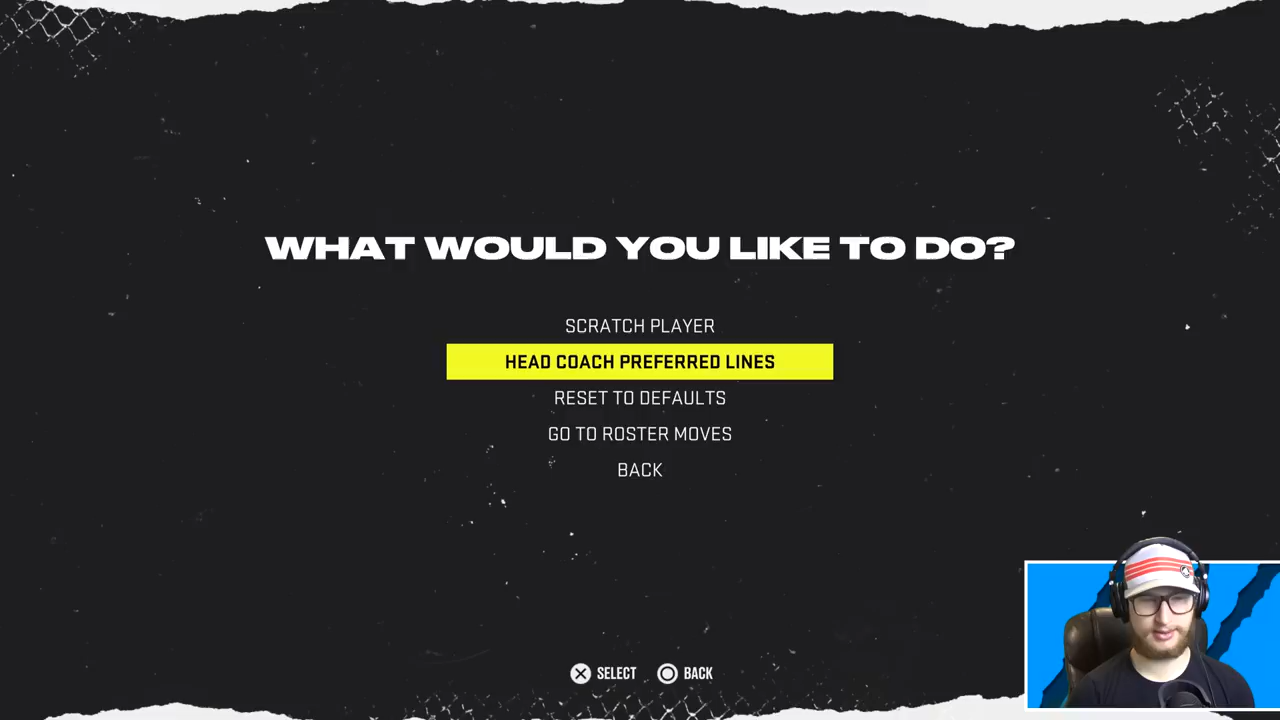 WHAT WOULD YOU LIKE TO DO?
SCRATCH PLAYER
HEAD COACH PREFERRED LINES
RESET TO DEFAULTS
GO TO ROSTER MOVES
BACK
SELECT BACK